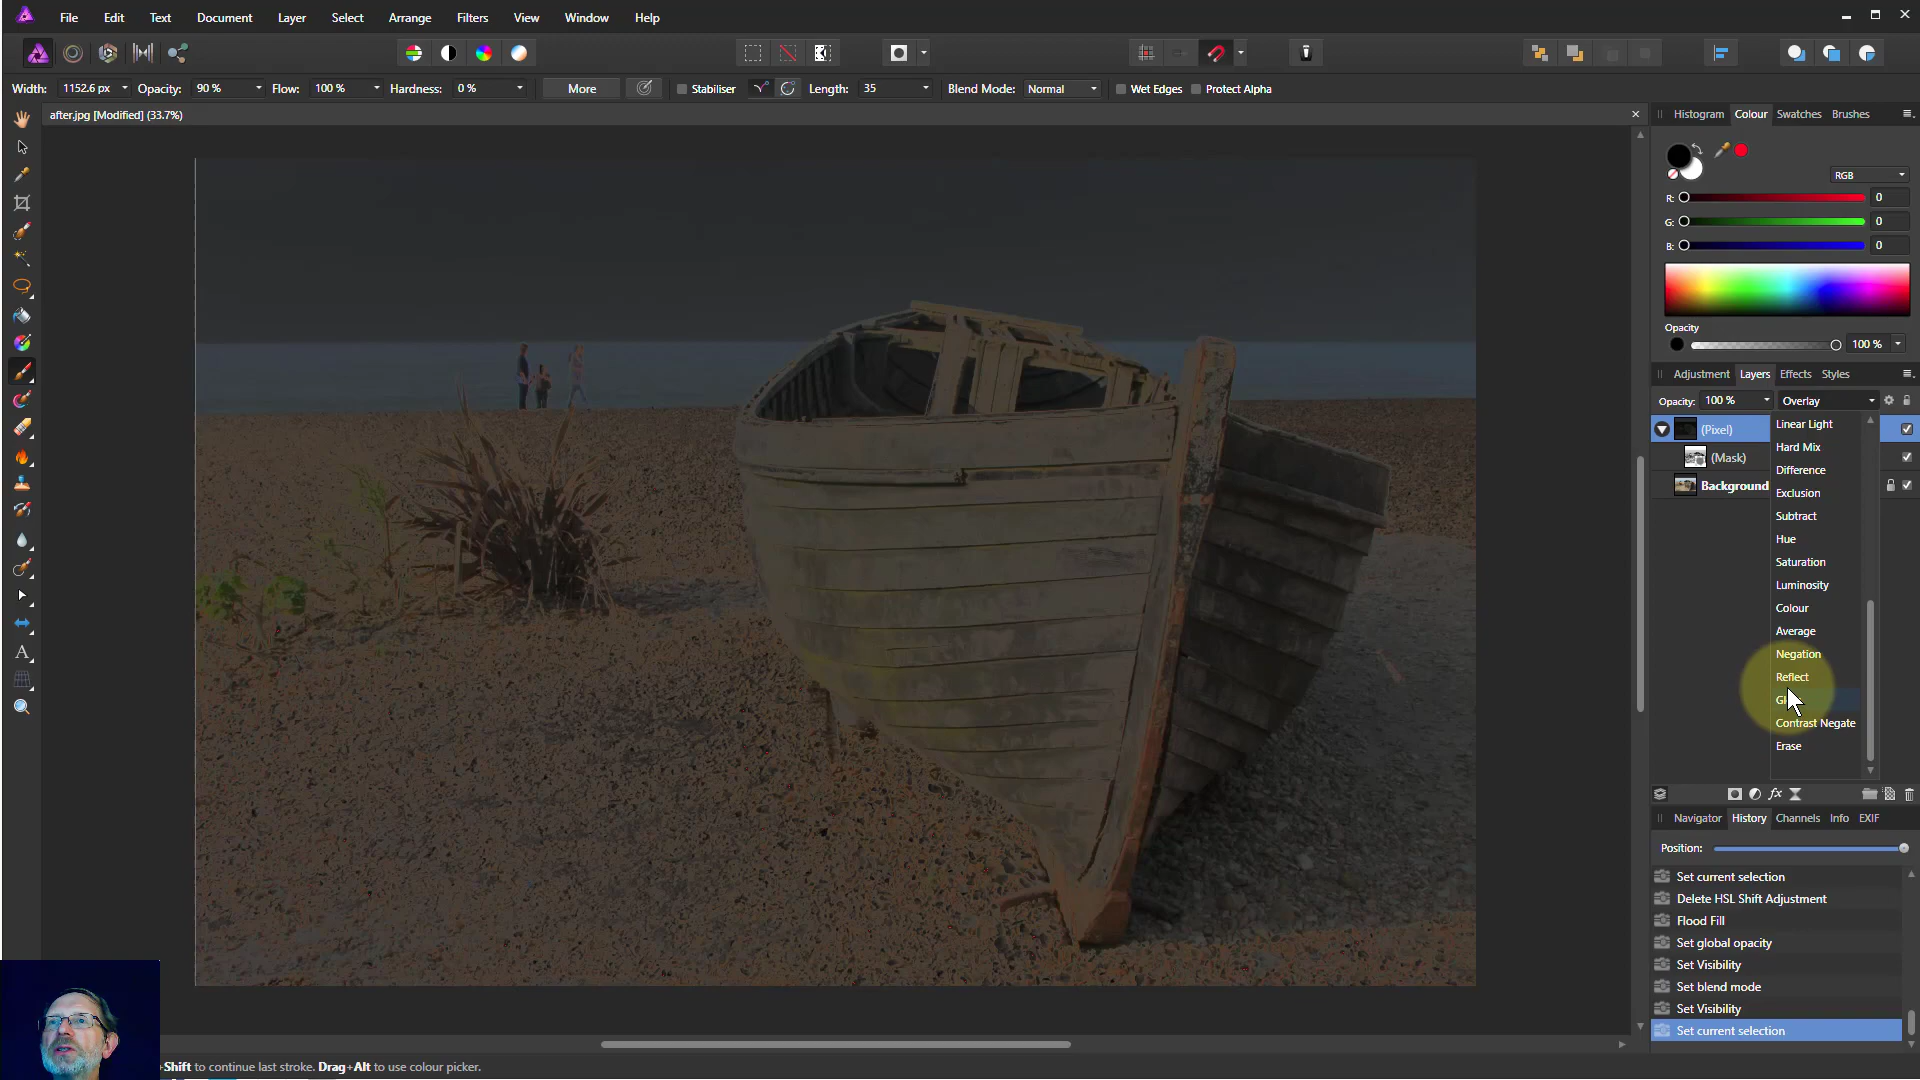 File Edit Text Document Layer Select Arrange Filters View Window Help
Width: 1152.6 px Opacity: 90 % Flow: 100 % Hardness: 0 % More Stabiliser Length: 35 Blend Mode: Normal Wet Edges Protect Alpha
after.jpg [Modified] (33.7%)
Histogram Colour Swatches Brushes
RGB
R: 0
G: 0
B: 0
Opacity
100 %
Adjustment Layers Effects Styles
Opacity: 100 % Overlay
(Pixel)
(Mask)
Background
Linear Light
Hard Mix
Difference
Exclusion
Subtract
Hue
Saturation
Luminosity
Colour
Average
Negation
Reflect
Contrast Negate
Erase
Navigator History Channels Info EXIF
Position:
Set current selection
Delete HSL Shift Adjustment
Flood Fill
Set global opacity
Set Visibility
Set blend mode
Set Visibility
Set current selection
+Shift to continue last stroke. Drag+Alt to use colour picker.